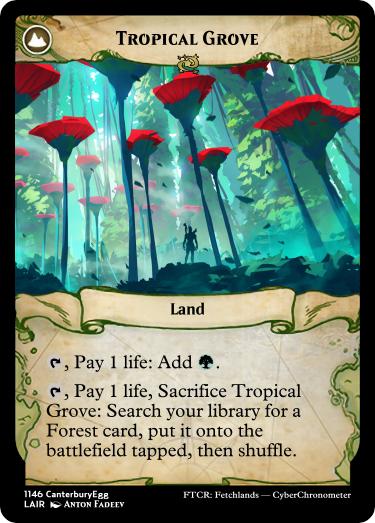 TROPICAL GROVE
Land
, Pay 1 life: Add .
, Pay 1 life, Sacrifice Tropical
Grove: Search your library for a
Forest card, put it onto the
battlefield tapped, then shuffle.
1146 CanterburyEgg
LAIR ANTON FADEEV
FTCR: Fetchlands — CyberChronometer